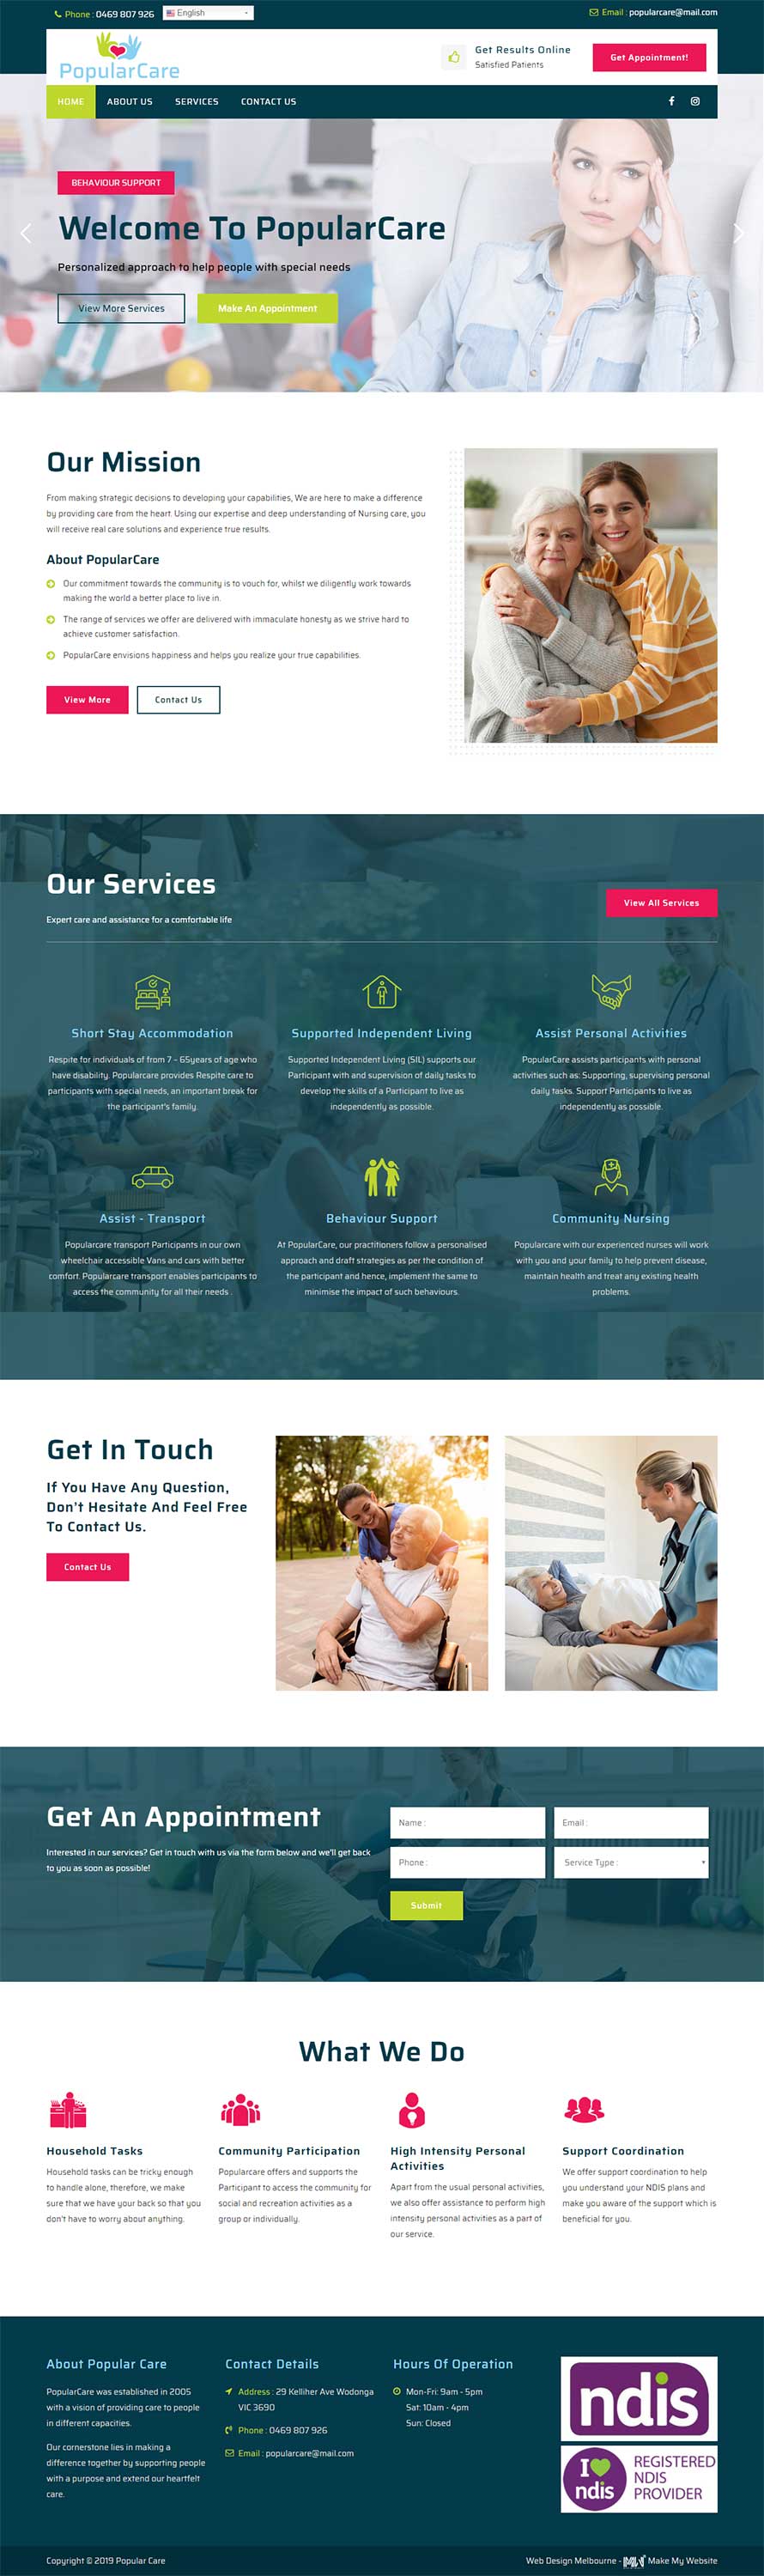 Phone : 0469 807 926
English
Email : popularcare@mail.com
PopularCare
Get Results Online
Satisfied Patients
Get Appointment!
HOME
ABOUT US
SERVICES
CONTACT US
BEHAVIOUR SUPPORT
Welcome To PopularCare
Personalized approach to help people with special needs
View More Services
Make An Appointment
Our Mission
From making strategic decisions to developing your capabilities, We are here to make a difference
by providing care from the heart. Using our expertise and deep understanding of Nursing care, you
will receive real care solutions and experience true results.
About PopularCare
Our commitment towards the community is to vouch for, whilst we diligently work towards
making the world a better place to live in.
The range of services we offer are delivered with immaculate honesty as we strive hard to
achieve customer satisfaction.
PopularCare envisions happiness and helps you realize your true capabilities.
View More
Contact Us
Our Services
Expert care and assistance for a comfortable life
View All Services
Short Stay Accommodation
Respite for individuals of from 7 - 65years of age who
have disability. Popularcare provides Respite care to
participants with special needs, an important break for
the participant's family.
Supported Independent Living
Supported Independent Living (SIL) supports our
Participant with and supervision of daily tasks to
develop the skills of a Participant to live as
independently as possible.
Assist Personal Activities
PopularCare assists participants with personal
activities such as: Supporting, supervising personal
daily tasks. Support Participants to live as
independently as possible.
Assist - Transport
Popularcare transport Participants in our own
wheelchair accessible Vans and cars with better
comfort. Popularcare transport enables participants to
access the community for all their needs .
Behaviour Support
At PopularCare, our practitioners follow a personalised
approach and draft strategies as per the condition of
the participant and hence, implement the same to
minimise the impact of such behaviours.
Community Nursing
Popularcare with our experienced nurses will work
with you and your family to help prevent disease,
maintain health and treat any existing health
problems.
Get In Touch
If You Have Any Question,
Don't Hesitate And Feel Free
To Contact Us.
Contact Us
Get An Appointment
Interested in our services? Get in touch with us via the form below and we'll get back
to you as soon as possible!
Name :
Email :
Phone :
Service Type :
Submit
What We Do
Household Tasks
Household tasks can be tricky enough
to handle alone, therefore, we make
sure that we have your back so that you
don't have to worry about anything.
Community Participation
Popularcare offers and supports the
Participant to access the community for
social and recreation activities as a
group or individually.
High Intensity Personal
Activities
Apart from the usual personal activities,
we also offer assistance to perform high
intensity personal activities as a part of
our service.
Support Coordination
We offer support coordination to help
you understand your NDIS plans and
make you aware of the support which is
beneficial for you.
About Popular Care
PopularCare was established in 2005
with a vision of providing care to people
in different capacities.
Our cornerstone lies in making a
difference together by supporting people
with a purpose and extend our heartfelt
care.
Contact Details
Address : 29 Kelliher Ave Wodonga
VIC 3690
Phone : 0469 807 926
Email : popularcare@mail.com
Hours Of Operation
Mon-Fri: 9am - 5pm
Sat: 10am - 4pm
Sun: Closed
ndis
I
ndis
REGISTERED
NDIS
PROVIDER
Copyright © 2019 Popular Care
Web Design Melbourne - Make My Website